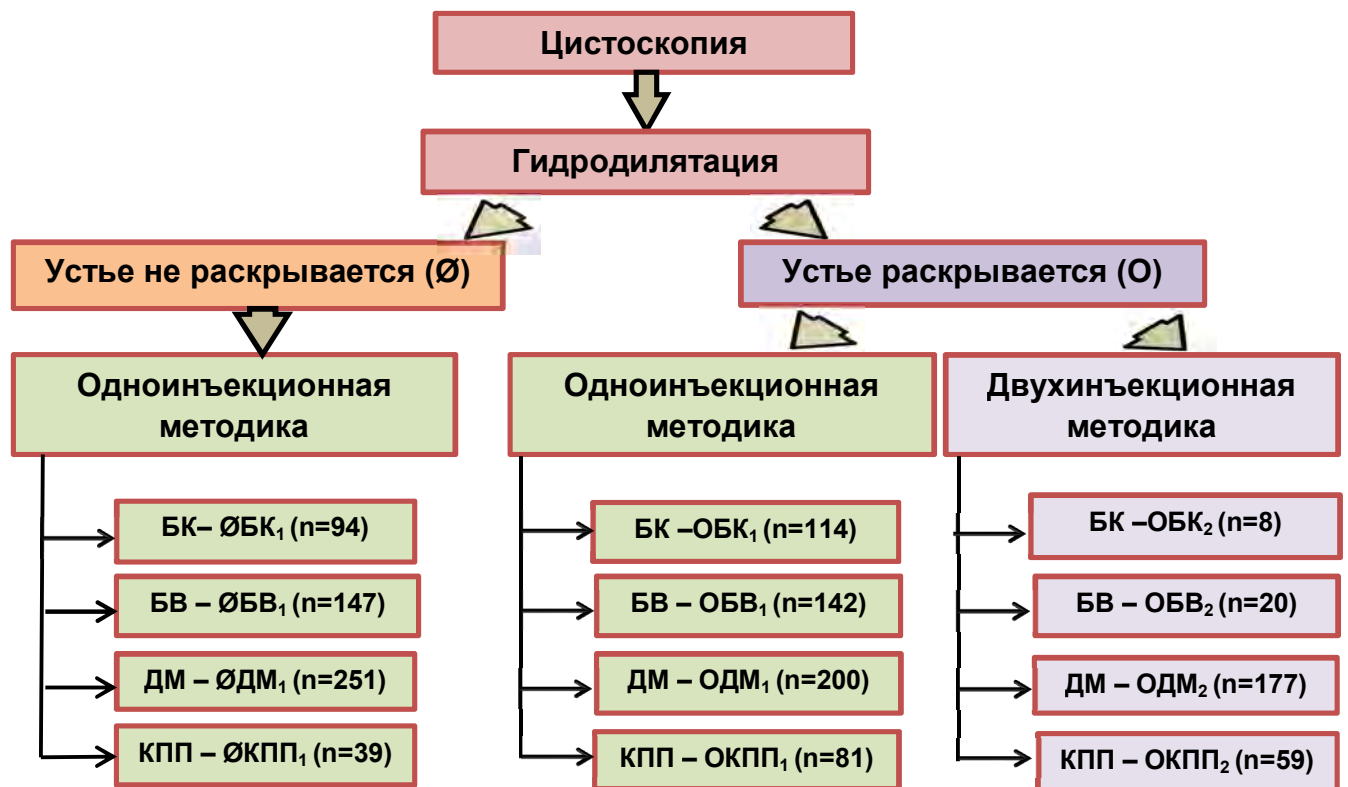 Цистоскопия
Гидродилятация
Устье не раскрывается (Ø)
Устье раскрывается (О)
Одноинъекционная
методика
БК– ØБК₁ (n=94)
БВ – ØБВ₁ (n=147)
ДМ – ØДМ₁ (n=251)
КПП – ØКПП₁ (n=39)
Одноинъекционная
методика
БК –ОБК₁ (n=114)
БВ – ОБВ₁ (n=142)
ДМ – ОДМ₁ (n=200)
КПП – ОКПП₁ (n=81)
Двухинъекционная
методика
БК –ОБК₂ (n=8)
БВ – ОБВ₂ (n=20)
ДМ – ОДМ₂ (n=177)
КПП – ОКПП₂ (n=59)